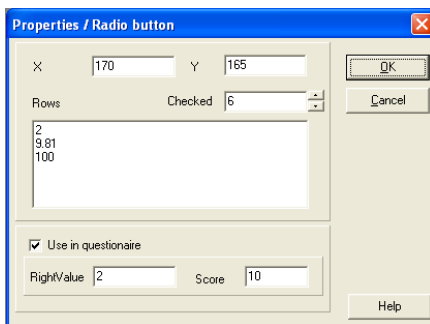 Properties / Radio button
X 170 Y 165
OK
Rows Checked 6
Cancel
2
9.81
100
Use in questionaire
RightValue 2 Score 10
Help